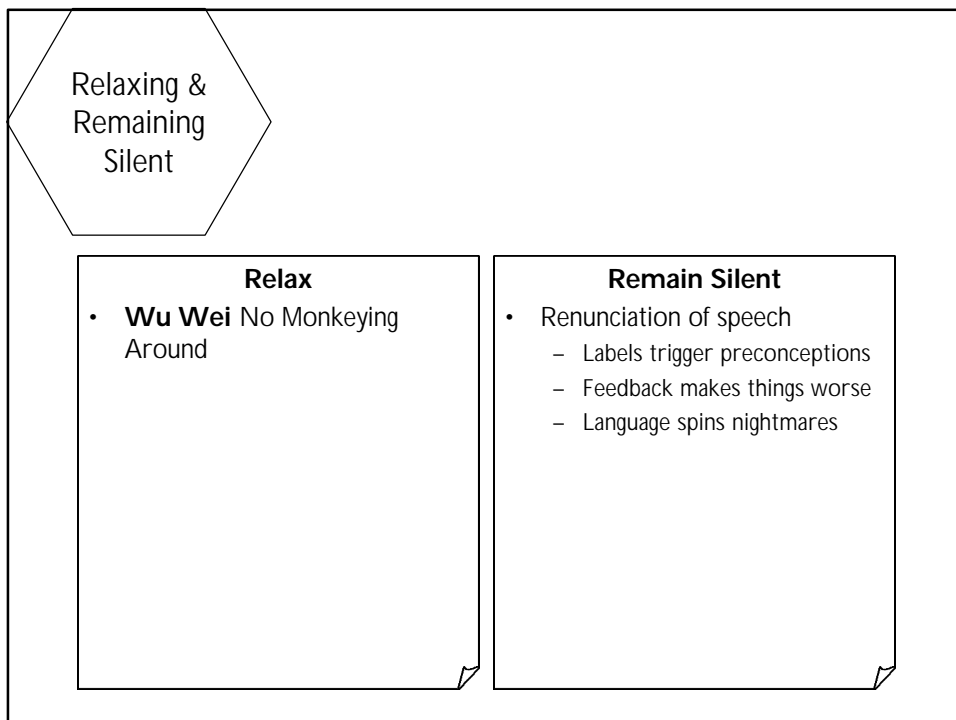 Relaxing &
Remaining
Silent
Relax
• Wu Wei No Monkeying
Around
Remain Silent
• Renunciation of speech
– Labels trigger preconceptions
– Feedback makes things worse
– Language spins nightmares